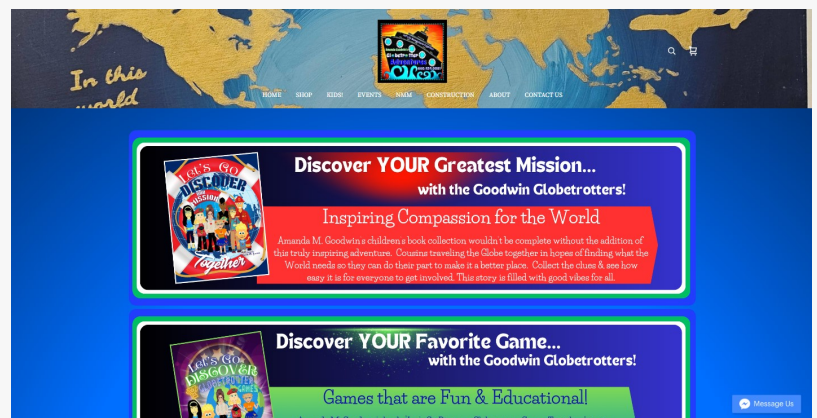 In this
world
Globetrotter
Adventures
HOME SHOP KIDS! EVENTS NMM CONSTRUCTION ABOUT CONTACT US
Discover YOUR Greatest Mission...
with the Goodwin Globetrotters!
LET'S GO
DISCOVER
MISSION
Together
Inspiring Compassion for the World
Amanda M. Goodwin's children's book collection wouldn't be complete without the addition of
this truly inspiring adventure. Cousins traveling the Globe together in hopes of finding what the
World needs so they can do their part to make it a better place. Collect the clues & see how
easy it is for everyone to get involved. This story is filled with good vibes for all.
Discover YOUR Favorite Game...
with the Goodwin Globetrotters!
LET'S GO
DISCOVER
GLOBETROTTER
GAMES
Games that are Fun & Educational!
Message Us